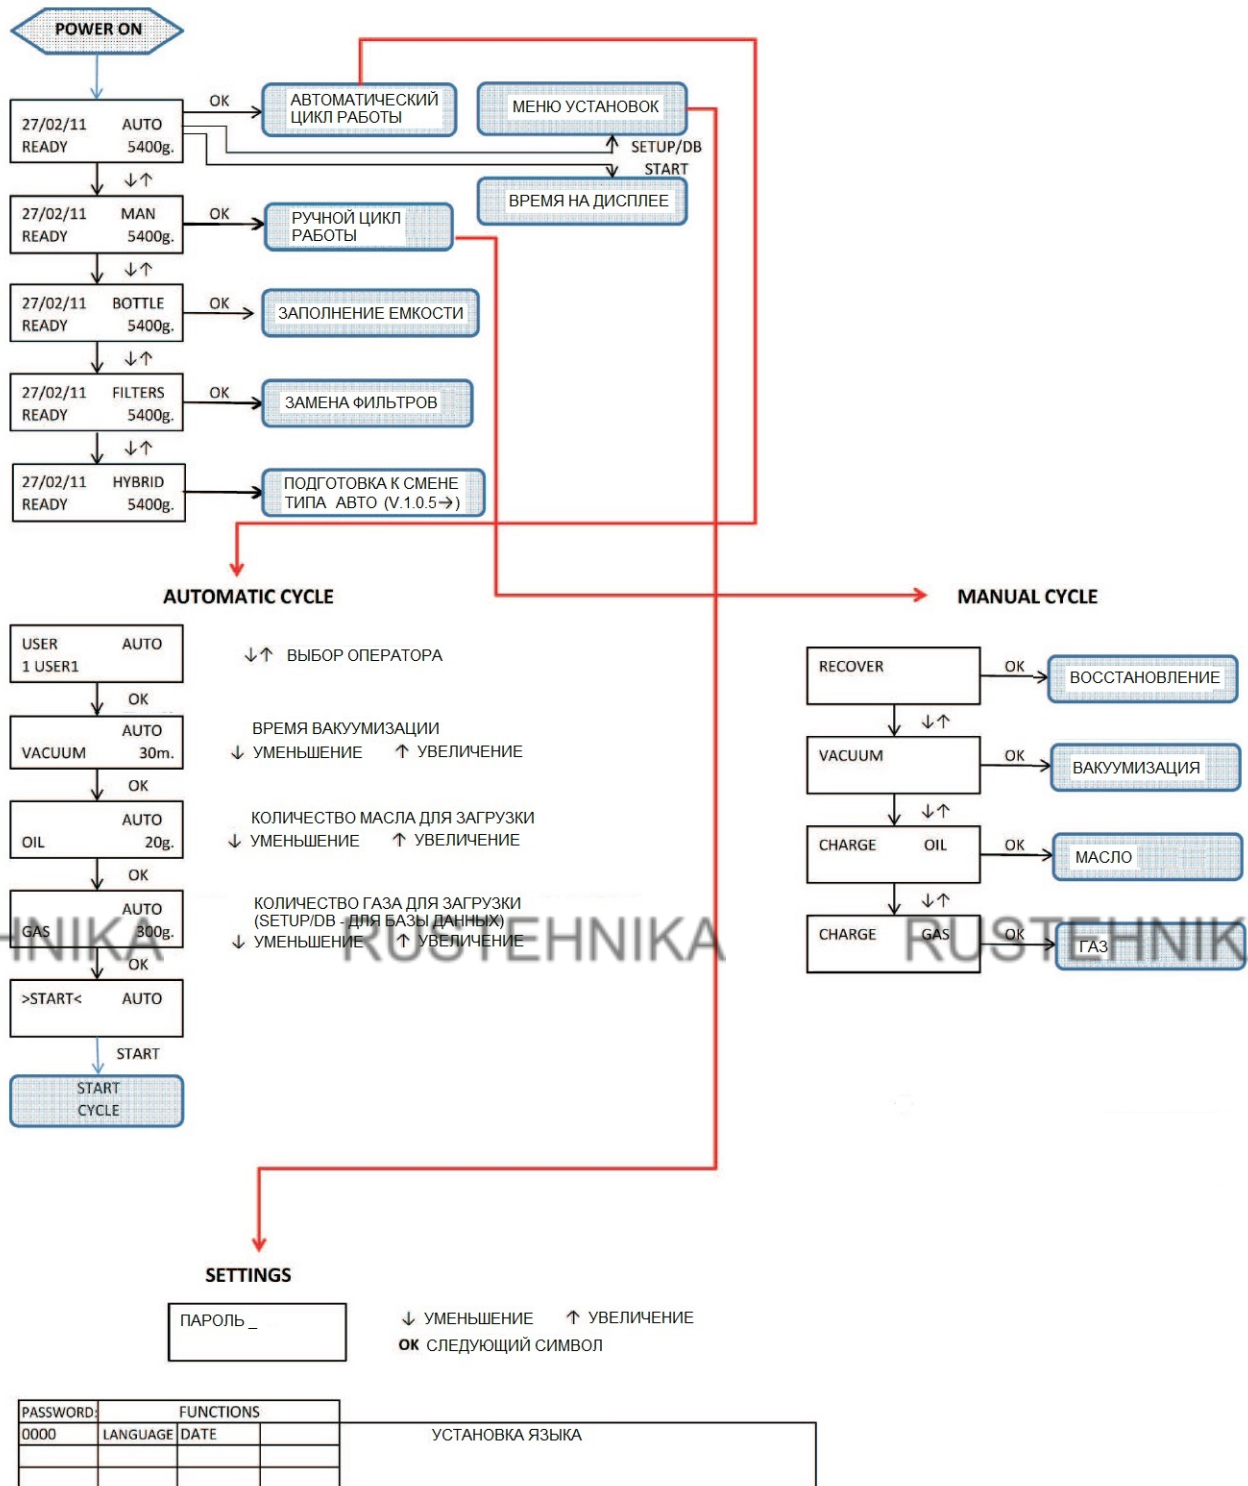 POWER ON
27/02/11 AUTO
READY 5400g.
OK
АВТОМАТИЧЕСКИЙ
ЦИКЛ РАБОТЫ
МЕНЮ УСТАНОВОК
SETUP/DB
START
ВРЕМЯ НА ДИСПЛЕЕ
↓↑
27/02/11 MAN
READY 5400g.
OK
РУЧНОЙ ЦИКЛ
РАБОТЫ
↓↑
27/02/11 BOTTLE
READY 5400g.
OK
ЗАПОЛНЕНИЕ ЕМКОСТИ
↓↑
27/02/11 FILTERS
READY 5400g.
OK
ЗАМЕНА ФИЛЬТРОВ
↓↑
27/02/11 HYBRID
READY 5400g.
ПОДГОТОВКА К СМЕНЕ
ТИПА АВТО (V.1.0.5→)
AUTOMATIC CYCLE
USER AUTO
1 USER1
↓↑ ВЫБОР ОПЕРАТОРА
OK
AUTO
VACUUM 30m.
ВРЕМЯ ВАКУУМИЗАЦИИ
↓ УМЕНЬШЕНИЕ ↑ УВЕЛИЧЕНИЕ
OK
AUTO
OIL 20g.
КОЛИЧЕСТВО МАСЛА ДЛЯ ЗАГРУЗКИ
↓ УМЕНЬШЕНИЕ ↑ УВЕЛИЧЕНИЕ
OK
AUTO
GAS 300g.
КОЛИЧЕСТВО ГАЗА ДЛЯ ЗАГРУЗКИ
(SETUP/DB - ДЛЯ БАЗЫ ДАННЫХ)
↓ УМЕНЬШЕНИЕ ↑ УВЕЛИЧЕНИЕ
OK
>START< AUTO
START
START
CYCLE
MANUAL CYCLE
RECOVER
OK
ВОССТАНОВЛЕНИЕ
↓↑
VACUUM
OK
ВАКУУМИЗАЦИЯ
↓↑
CHARGE OIL
OK
МАСЛО
↓↑
CHARGE GAS
OK
ГАЗ
HNIKA RUSTEHNIKA RUSTEHNIK
SETTINGS
ПАРОЛЬ _
↓ УМЕНЬШЕНИЕ ↑ УВЕЛИЧЕНИЕ
OK СЛЕДУЮЩИЙ СИМВОЛ
PASSWORD: FUNCTIONS
0000 LANGUAGE DATE УСТАНОВКА ЯЗЫКА